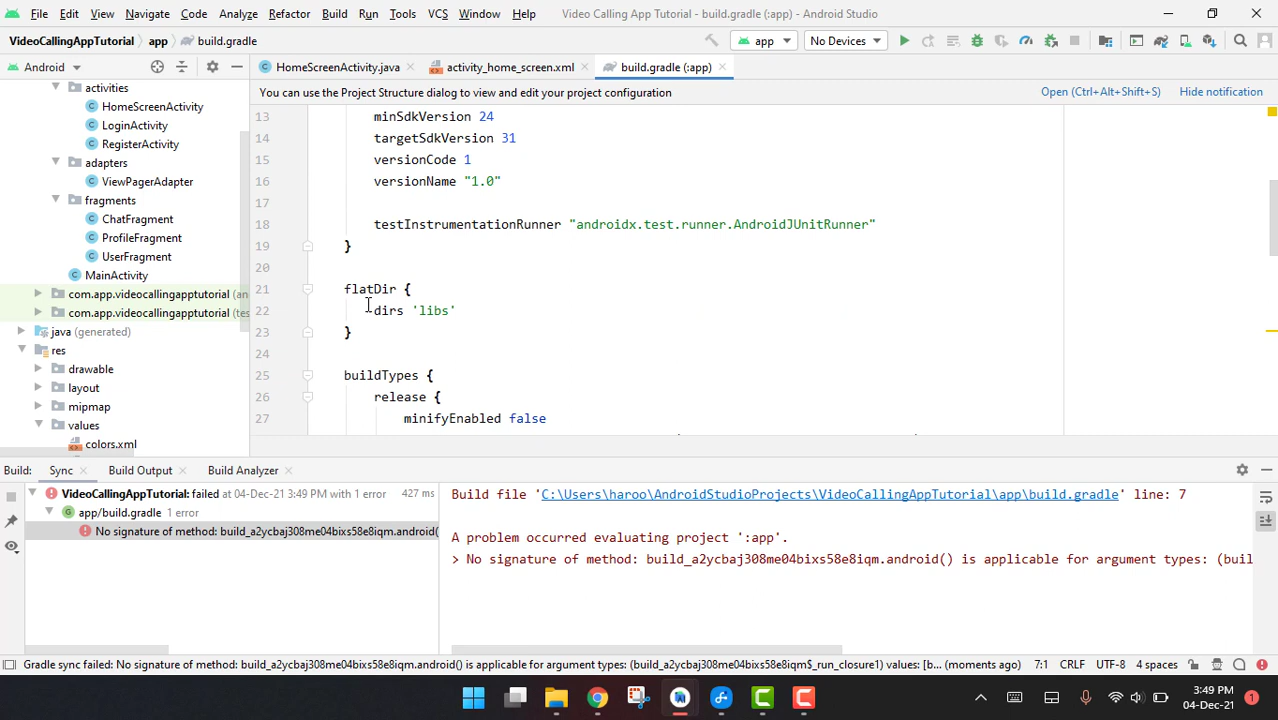 File Edit View Navigate Code Analyze Refactor Build Run Tools VCS Window Help Video Calling App Tutorial - build.gradle (:app) - Android Studio
VideoCallingAppTutorial app build.gradle app No Devices
Android HomeScreenActivity.java activity_home_screen.xml build.gradle (:app)
You can use the Project Structure dialog to view and edit your project configuration Open (Ctrl+Alt+Shift+S) Hide notification
activities
HomeScreenActivity
LoginActivity
RegisterActivity
adapters
ViewPagerAdapter
fragments
ChatFragment
ProfileFragment
UserFragment
MainActivity
com.app.videocallingapptutorial (an
com.app.videocallingapptutorial (tes
java (generated)
res
drawable
layout
mipmap
values
colors.xml
13 minSdkVersion 24
14 targetSdkVersion 31
15 versionCode 1
16 versionName "1.0"
17
18 testInstrumentationRunner "androidx.test.runner.AndroidJUnitRunner"
19 }
20
21 flatDir {
22 dirs 'libs'
23 }
24
25 buildTypes {
26 release {
27 minifyEnabled false
Build: Sync Build Output Build Analyzer
VideoCallingAppTutorial: failed at 04-Dec-21 3:49 PM with 1 error 427 ms
app/build.gradle 1 error
No signature of method: build_a2ycbaj308me04bixs58e8iqm.android(
Build file 'C:\Users\haroo\AndroidStudioProjects\VideoCallingAppTutorial\app\build.gradle' line: 7
A problem occurred evaluating project ':app'.
> No signature of method: build_a2ycbaj308me04bixs58e8iqm.android() is applicable for argument types: (buil
Gradle sync failed: No signature of method: build_a2ycbaj308me04bixs58e8iqm.android() is applicable for argument types: (build_a2ycbaj308me04bixs58e8iqm$_run_closure1) values: [b... (moments ago) 7:1 CRLF UTF-8 4 spaces
3:49 PM
04-Dec-21
1